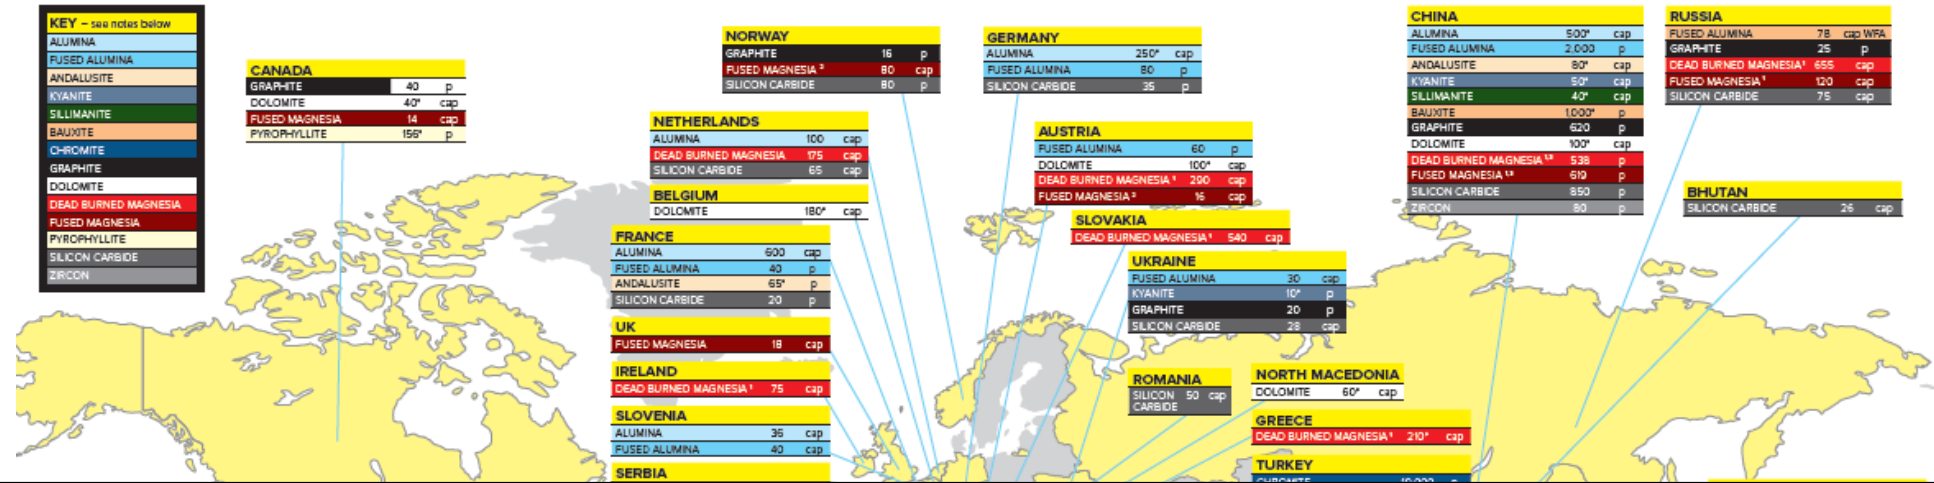 KEY – see notes below
ALUMINA
FUSED ALUMINA
ANDALUSITE
KYANITE
SILLIMANITE
BAUXITE
CHROMITE
GRAPHITE
DOLOMITE
DEAD BURNED MAGNESIA
FUSED MAGNESIA
PYROPHYLLITE
SILICON CARBIDE
ZIRCON
CANADA
GRAPHITE 40 p
DOLOMITE 40* cap
FUSED MAGNESIA 14 cap
PYROPHYLLITE 156* p
NORWAY
GRAPHITE 16 p
FUSED MAGNESIA ² 80 cap
SILICON CARBIDE 80 p
NETHERLANDS
ALUMINA 100 cap
DEAD BURNED MAGNESIA 175 cap
SILICON CARBIDE 65 cap
BELGIUM
DOLOMITE 180* cap
FRANCE
ALUMINA 600 cap
FUSED ALUMINA 40 p
ANDALUSITE 65* p
SILICON CARBIDE 20 p
UK
FUSED MAGNESIA 18 cap
IRELAND
DEAD BURNED MAGNESIA ¹ 75 cap
SLOVENIA
ALUMINA 36 cap
FUSED ALUMINA 40 cap
SERBIA
GERMANY
ALUMINA 250* cap
FUSED ALUMINA 80 p
SILICON CARBIDE 35 p
AUSTRIA
FUSED ALUMINA 60 p
DOLOMITE 100* cap
DEAD BURNED MAGNESIA ¹ 290 cap
FUSED MAGNESIA ² 16 cap
SLOVAKIA
DEAD BURNED MAGNESIA ¹ 540 cap
UKRAINE
FUSED ALUMINA 30 cap
KYANITE 10* p
GRAPHITE 20 p
SILICON CARBIDE 28 cap
ROMANIA
SILICON 50 cap
CARBIDE
NORTH MACEDONIA
DOLOMITE 60* cap
GREECE
DEAD BURNED MAGNESIA ¹ 210* cap
TURKEY
CHROMITE
CHINA
ALUMINA 500* cap
FUSED ALUMINA 2,000 p
ANDALUSITE 80* cap
KYANITE 50* cap
SILLIMANITE 40* cap
BAUXITE 1,000* p
GRAPHITE 620 p
DOLOMITE 100* cap
DEAD BURNED MAGNESIA 538 p
FUSED MAGNESIA 619 p
SILICON CARBIDE 850 p
ZIRCON 80 p
RUSSIA
FUSED ALUMINA 78 cap WFA
GRAPHITE 25 p
DEAD BURNED MAGNESIA ¹ 655 cap
FUSED MAGNESIA ¹ 120 cap
SILICON CARBIDE 75 cap
BHUTAN
SILICON CARBIDE 26 cap